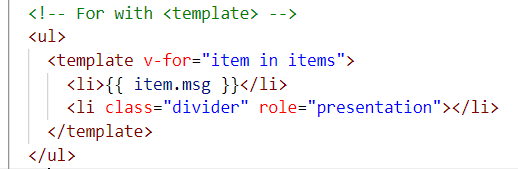 <!-- For with <template> -->
<ul>
<template v-for="item in items">
<li>{{ item.msg }}</li>
<li class="divider" role="presentation"></li>
</template>
</ul>